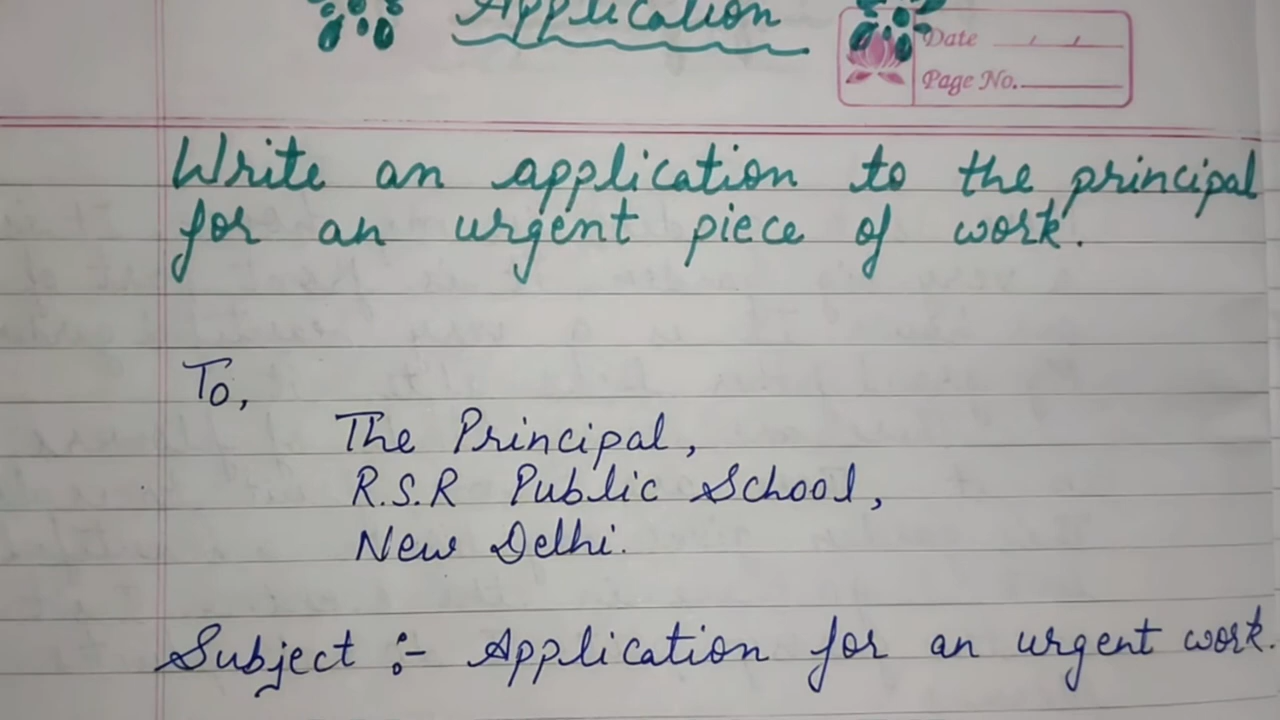 Application
Date / /
Page No.
Write an application to the principal
for an urgent piece of work.
To,
The Principal,
R.S.R Public School,
New Delhi.
Subject :- Application for an urgent work.